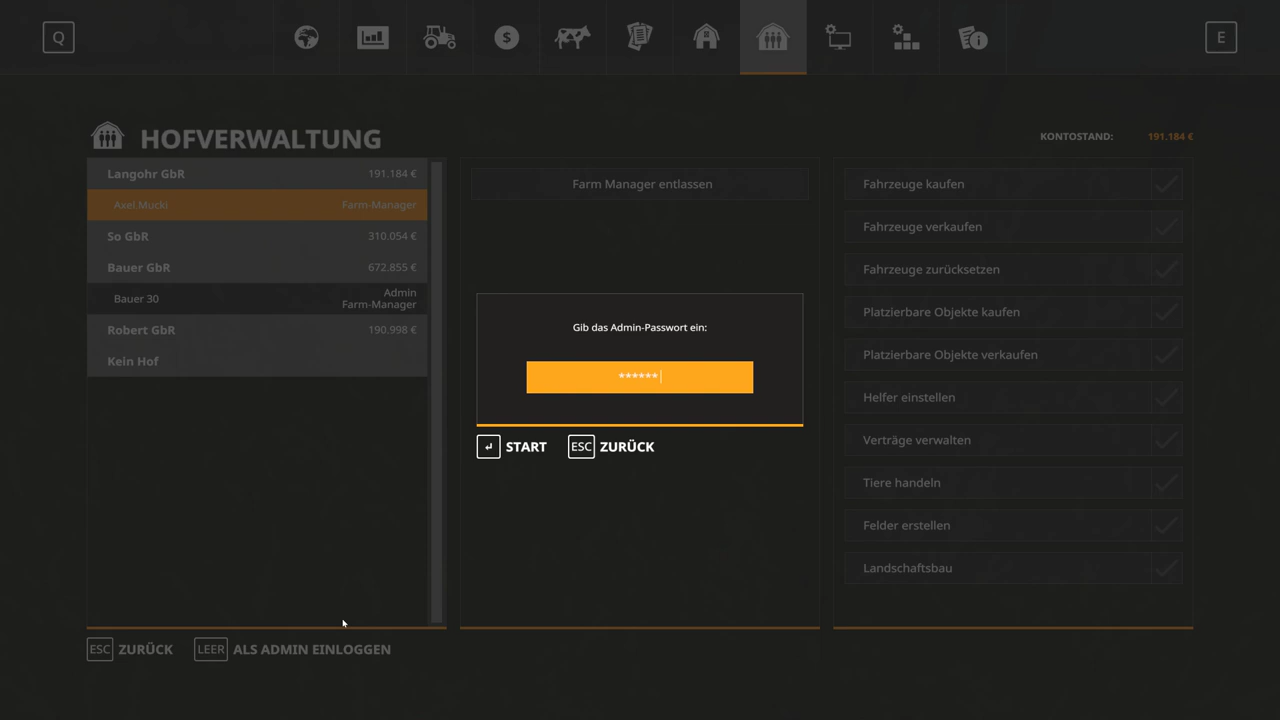 Q
$
E
HOFVERWALTUNG
KONTOSTAND: 191.184 €
Langohr GbR 191.184 €
Axel.Mucki Farm-Manager
So GbR 310.054 €
Bauer GbR 672.855 €
Bauer 30 Admin
Farm-Manager
Robert GbR 190.998 €
Kein Hof
Farm Manager entlassen
Gib das Admin-Passwort ein:
******
START ESC ZURÜCK
Fahrzeuge kaufen
Fahrzeuge verkaufen
Fahrzeuge zurücksetzen
Platzierbare Objekte kaufen
Platzierbare Objekte verkaufen
Helfer einstellen
Verträge verwalten
Tiere handeln
Felder erstellen
Landschaftsbau
ESC ZURÜCK LEER ALS ADMIN EINLOGGEN